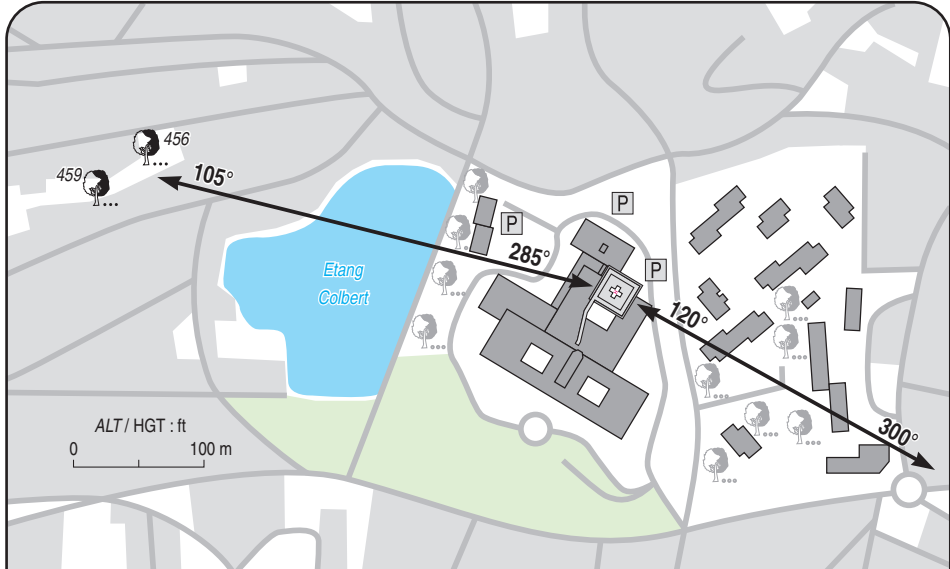 456
459
105°
P
P
285°
P
Etang
Colbert
120°
ALT / HGT : ft
0 100 m
300°